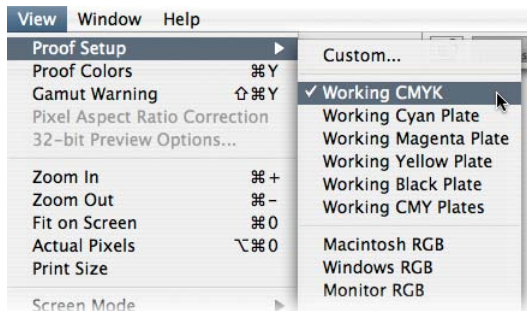 View Window Help
Proof Setup ▶
Proof Colors ⌘Y
Gamut Warning ⇧⌘Y
Pixel Aspect Ratio Correction
32-bit Preview Options...
Zoom In ⌘+
Zoom Out ⌘-
Fit on Screen ⌘0
Actual Pixels ⌥⌘0
Print Size
Screen Mode ▶
Custom...
✓ Working CMYK
Working Cyan Plate
Working Magenta Plate
Working Yellow Plate
Working Black Plate
Working CMY Plates
Macintosh RGB
Windows RGB
Monitor RGB